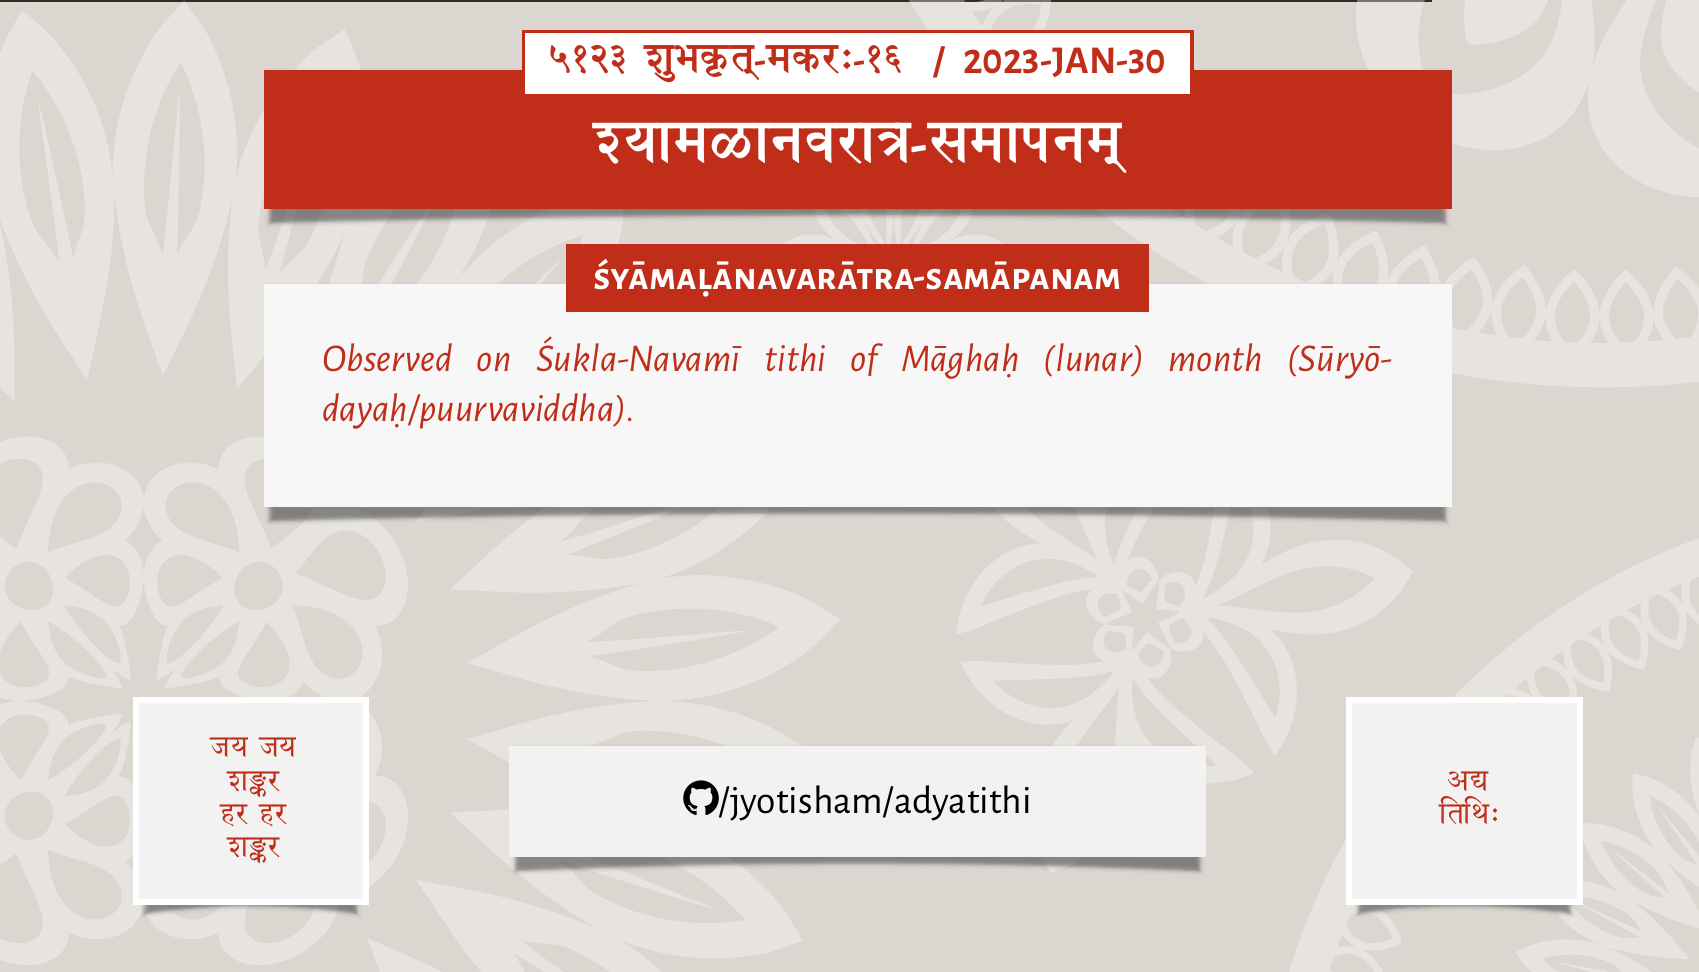 ५१२३ शुभकृत्-मकरः-१६ / 2023-JAN-30
श्यामळानवरात्र-समापनम्
ŚYĀMAḶĀNAVARĀTRA-SAMĀPANAM
Observed on Śukla-Navamī tithi of Māghaḥ (lunar) month (Sūryō-
dayaḥ/puurvaviddha).
जय जय
शङ्कर
हर हर
शङ्कर
/jyotisham/adyatithi
अद्य
तिथिः